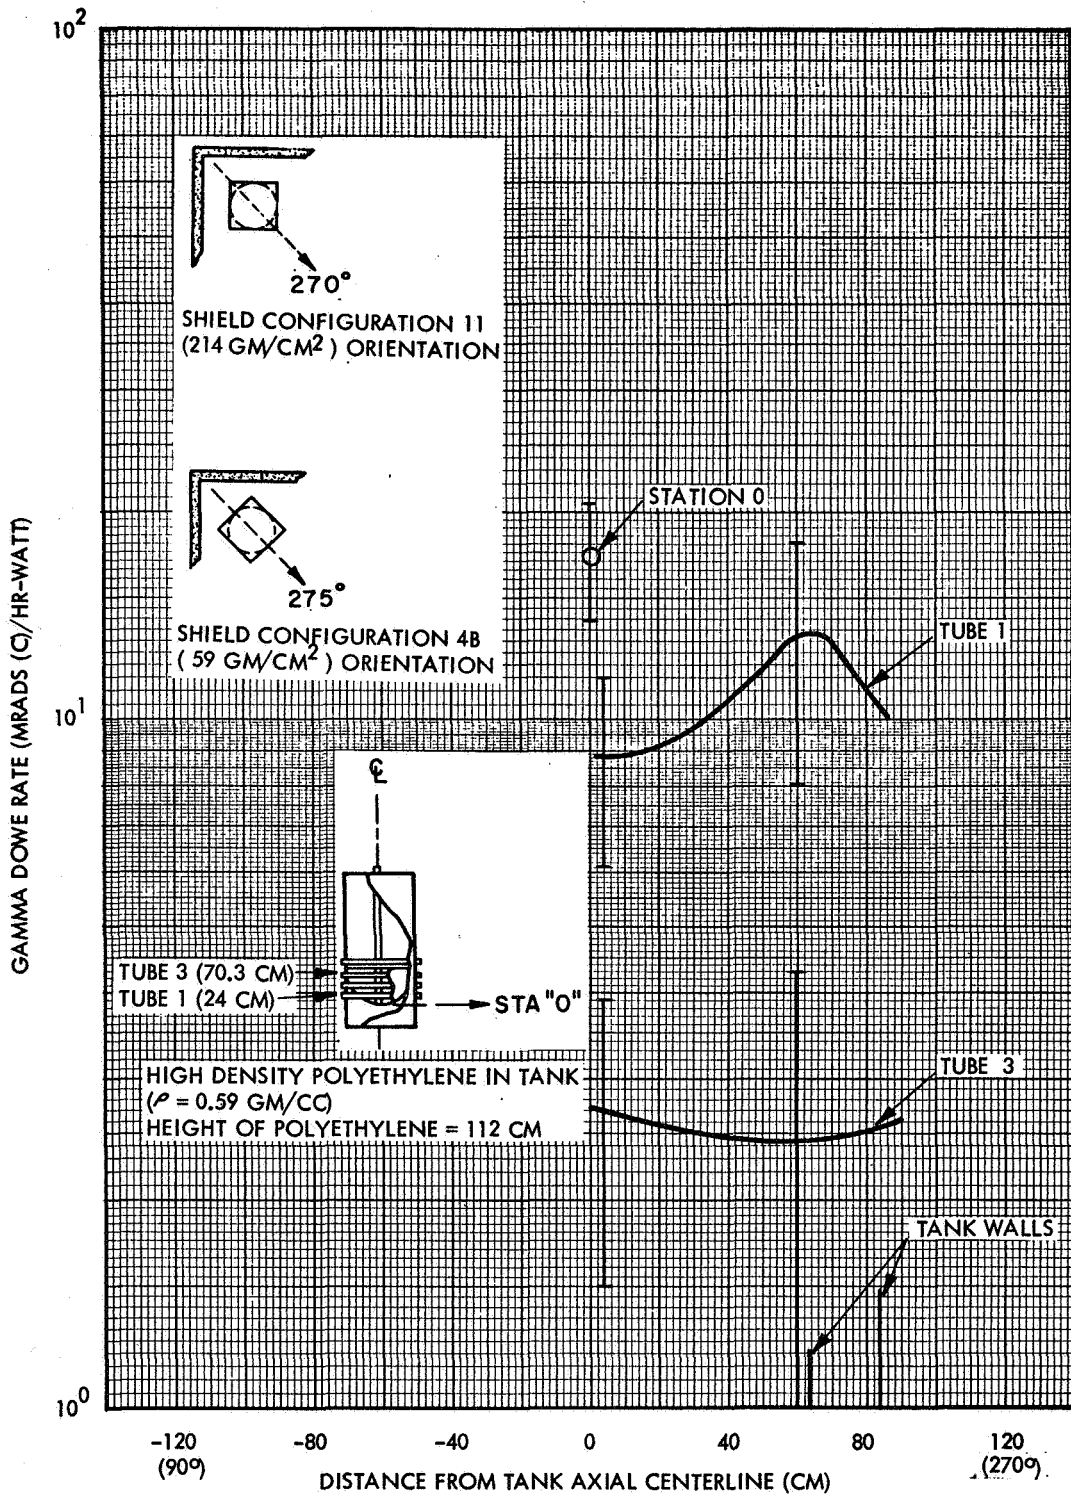 10²
270°
SHIELD CONFIGURATION 11
(214 GM/CM²) ORIENTATION
STATION 0
275°
SHIELD CONFIGURATION 4B
( 59 GM/CM² ) ORIENTATION
TUBE 1
10¹
GAMMA DOWE RATE (MRADS (C)/HR-WATT)
℄
TUBE 3 (70.3 CM)
TUBE 1 (24 CM)
STA "0"
HIGH DENSITY POLYETHYLENE IN TANK
(ρ = 0.59 GM/CC)
HEIGHT OF POLYETHYLENE = 112 CM
TUBE 3
TANK WALLS
10⁰
-120 -80 -40 0 40 80 120
(90°) (270°)
DISTANCE FROM TANK AXIAL CENTERLINE (CM)